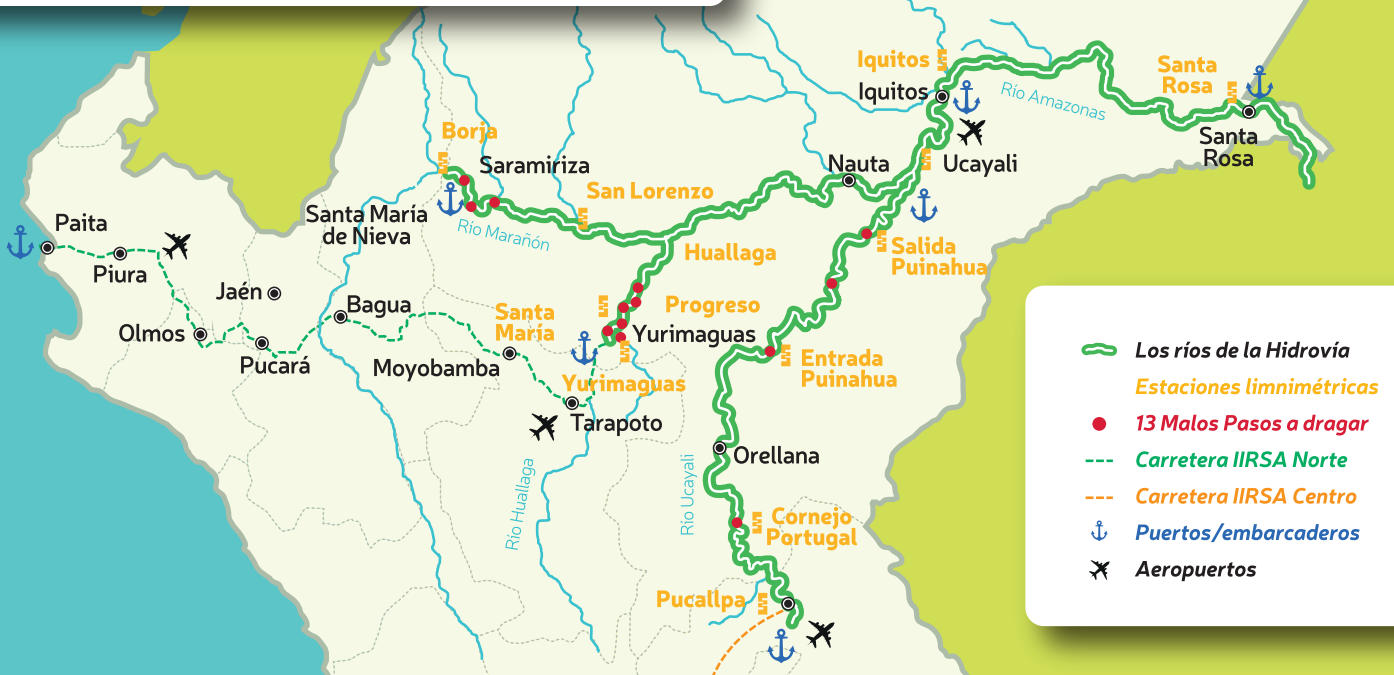 Iquitos
Iquitos
Río Amazonas
Santa
Rosa
Santa
Rosa
Borja
Saramiriza
San Lorenzo
Nauta
Ucayali
Río Marañón
Santa María
de Nieva
Paita
Piura
Huallaga
Salida
Puinahua
Jaén
Bagua
Santa
María
Progreso
Yurimaguas
Olmos
Pucará
Moyobamba
Yurimaguas
Tarapoto
Entrada
Puinahua
Orellana
Río Huallaga
Río Ucayali
Cornejo
Portugal
Pucallpa
Los ríos de la Hidrovía
Estaciones limnimétricas
13 Malos Pasos a dragar
Carretera IIRSA Norte
Carretera IIRSA Centro
Puertos/embarcaderos
Aeropuertos